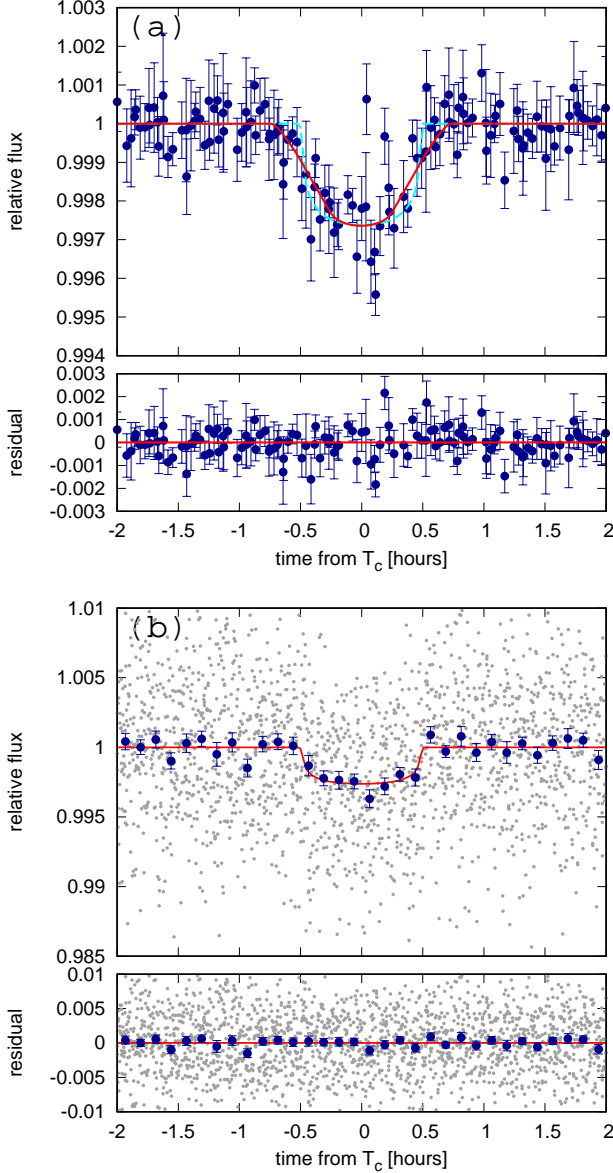 (a)
1.003
1.002
1.001
1
0.999
0.998
0.997
0.996
0.995
0.994
relative flux
0.003
0.002
0.001
0
-0.001
-0.002
-0.003
residual
-2 -1.5 -1 -0.5 0 0.5 1 1.5 2
time from T_c [hours]
(b)
1.01
1.005
1
0.995
0.99
0.985
relative flux
0.01
0.005
0
-0.005
-0.01
residual
-2 -1.5 -1 -0.5 0 0.5 1 1.5 2
time from T_c [hours]